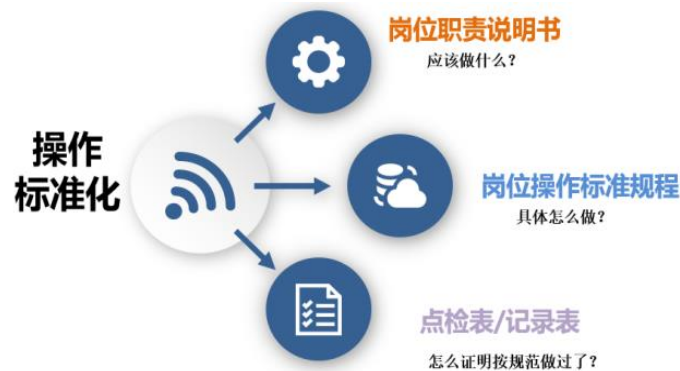 岗位职责说明书
应该做什么?
操作
标准化
岗位操作标准规程
具体怎么做?
点检表/记录表
怎么证明按规范做过了?